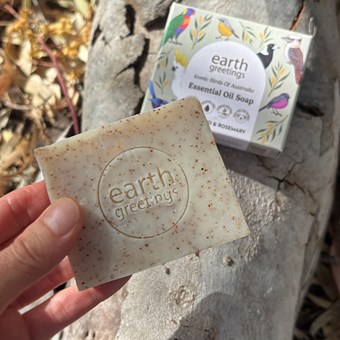 earth
greetings
Iconic Birds Of Australia
Essential Oil Soap
& ROSEMARY
earth
greetings